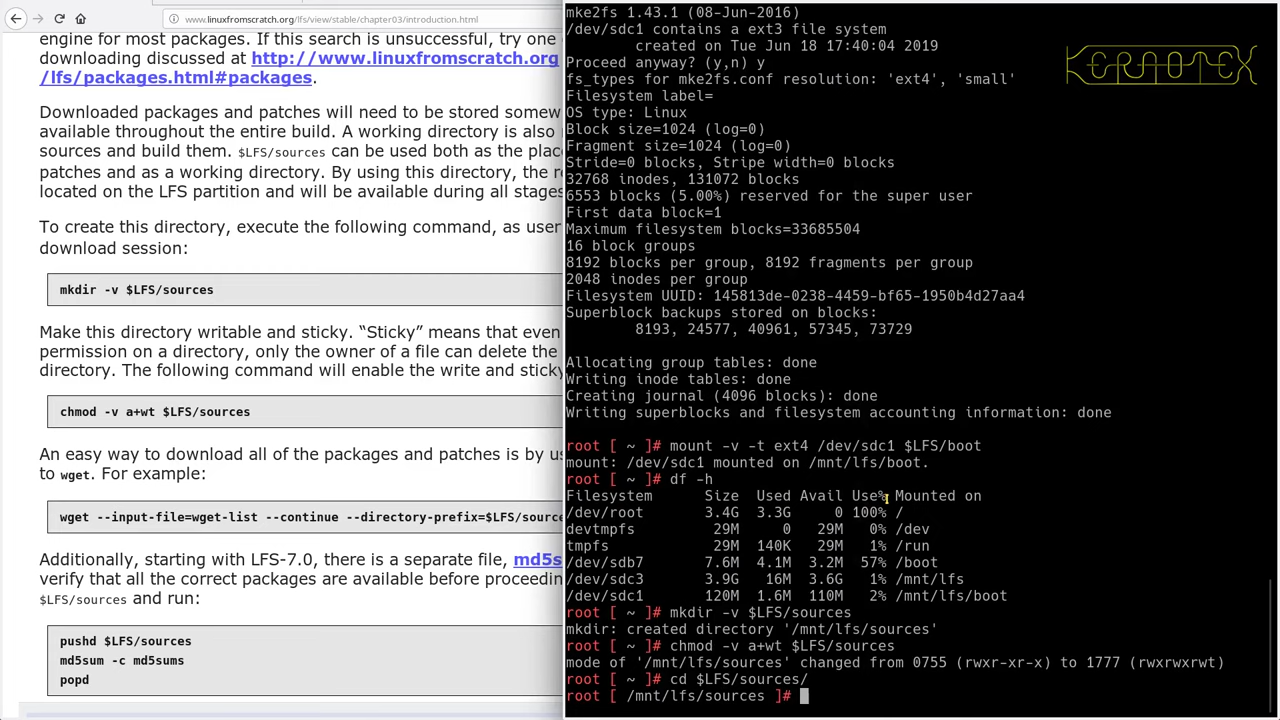 www.linuxfromscratch.org/lfs/view/stable/chapter03/introduction.html
engine for most packages. If this search is unsuccessful, try one
downloading discussed at http://www.linuxfromscratch.org
/lfs/packages.html#packages.
Downloaded packages and patches will need to be stored somew
available throughout the entire build. A working directory is also
sources and build them. $LFS/sources can be used both as the plac
patches and as a working directory. By using this directory, the r
located on the LFS partition and will be available during all stages
To create this directory, execute the following command, as user
download session:
mkdir -v $LFS/sources
Make this directory writable and sticky. “Sticky” means that even
permission on a directory, only the owner of a file can delete the
directory. The following command will enable the write and sticky
chmod -v a+wt $LFS/sources
An easy way to download all of the packages and patches is by us
to wget. For example:
wget --input-file=wget-list --continue --directory-prefix=$LFS/sou
Additionally, starting with LFS-7.0, there is a separate file, md5s
verify that all the correct packages are available before proceedin
$LFS/sources and run:
pushd $LFS/sources
md5sum -c md5sums
popd
KERNOTEX
mke2fs 1.43.1 (08-Jun-2016)
/dev/sdc1 contains a ext3 file system
created on Tue Jun 18 17:40:04 2019
Proceed anyway? (y,n) y
fs_types for mke2fs.conf resolution: 'ext4', 'small'
Filesystem label=
OS type: Linux
Block size=1024 (log=0)
Fragment size=1024 (log=0)
Stride=0 blocks, Stripe width=0 blocks
32768 inodes, 131072 blocks
6553 blocks (5.00%) reserved for the super user
First data block=1
Maximum filesystem blocks=33685504
16 block groups
8192 blocks per group, 8192 fragments per group
2048 inodes per group
Filesystem UUID: 145813de-0238-4459-bf65-1950b4d27aa4
Superblock backups stored on blocks:
8193, 24577, 40961, 57345, 73729
Allocating group tables: done
Writing inode tables: done
Creating journal (4096 blocks): done
Writing superblocks and filesystem accounting information: done
root [ ~ ]# mount -v -t ext4 /dev/sdc1 $LFS/boot
mount: /dev/sdc1 mounted on /mnt/lfs/boot.
root [ ~ ]# df -h
Filesystem Size Used Avail Use% Mounted on
/dev/root 3.4G 3.3G 0 100% /
devtmpfs 29M 0 29M 0% /dev
tmpfs 29M 140K 29M 1% /run
/dev/sdb7 7.6M 4.1M 3.2M 57% /boot
/dev/sdc3 3.9G 16M 3.6G 1% /mnt/lfs
/dev/sdc1 120M 1.6M 110M 2% /mnt/lfs/boot
root [ ~ ]# mkdir -v $LFS/sources
mkdir: created directory '/mnt/lfs/sources'
root [ ~ ]# chmod -v a+wt $LFS/sources
mode of '/mnt/lfs/sources' changed from 0755 (rwxr-xr-x) to 1777 (rwxrwxrwt)
root [ ~ ]# cd $LFS/sources/
root [ /mnt/lfs/sources ]#